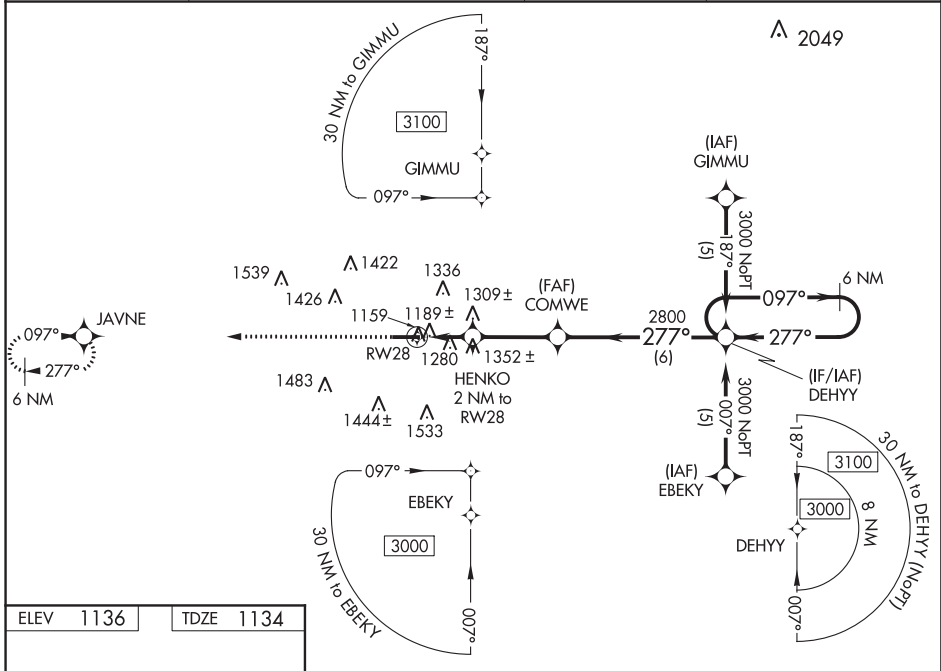 2049
30 NM to GIMMU
187°
3100
GIMMU
097°
(IAF)
GIMMU
3000 NoPT
187°
(5)
1539
1422
1426
1336
1309±
1159
1189±
(FAF)
COMWE
2800
277°
(6)
097°
6 NM
277°
JAVNE
097°
277°
6 NM
RW28
1280
1352 ±
HENKO
2 NM to
RW28
(IF/IAF)
DEHYY
1483
1444±
1533
3000 NoPT
007°
(5)
(IAF)
EBEKY
097°
EBEKY
3000
30 NM to EBEKY
007°
187°
30 NM to DEHYY (NoPT)
3100
3000
8 NM
DEHYY
007°
ELEV 1136
TDZE 1134